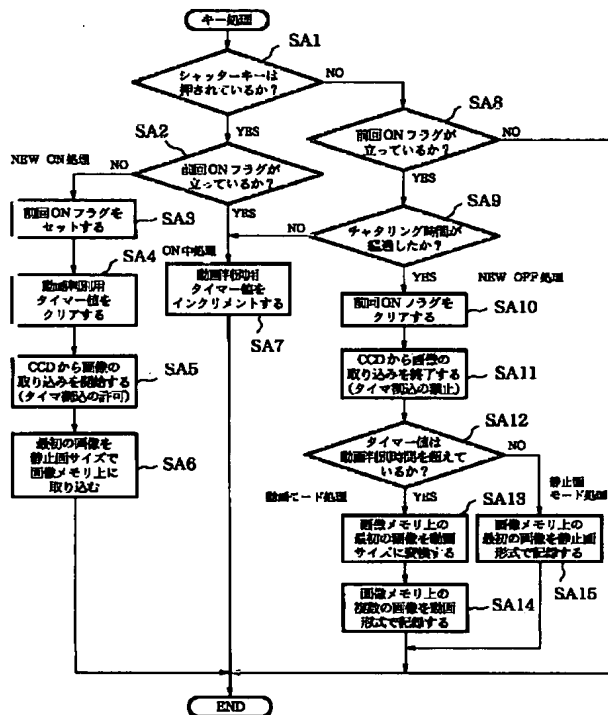 キー処理
SA1
シャッターキーは
押されているか?
NO
YES
SA2
前回ONフラグが
立っているか?
NO
YES
NEW ON 処理
SA3
前回ONフラグを
セットする
SA4
動画判別用
タイマー値を
クリアする
SA5
CCDから画像の
取り込みを開始する
(タイマ割込の許可)
SA6
最初の画像を
静止画サイズで
画像メモリ上に
取り込む
ON中処理
動画判別用
タイマー値を
インクリメントする
SA7
SA8
前回ONフラグが
立っているか?
NO
YES
SA9
チャタリング時間が
経過したか?
NO
YES
NEW OFF 処理
前回ONフラグを
クリアする
SA10
CCDから画像の
取り込みを終了する
(タイマ割込の禁止)
SA11
SA12
タイマー値は
動画判別時間を超えて
いるか?
NO
YES
動画モード処理
SA13
画像メモリ上の
最初の画像を動画
サイズに変換する
画像メモリ上の
複数の画像を動画
形式で記録する
SA14
静止画
モード処理
画像メモリ上の
最初の画像を静止画
形式で記録する
SA15
END